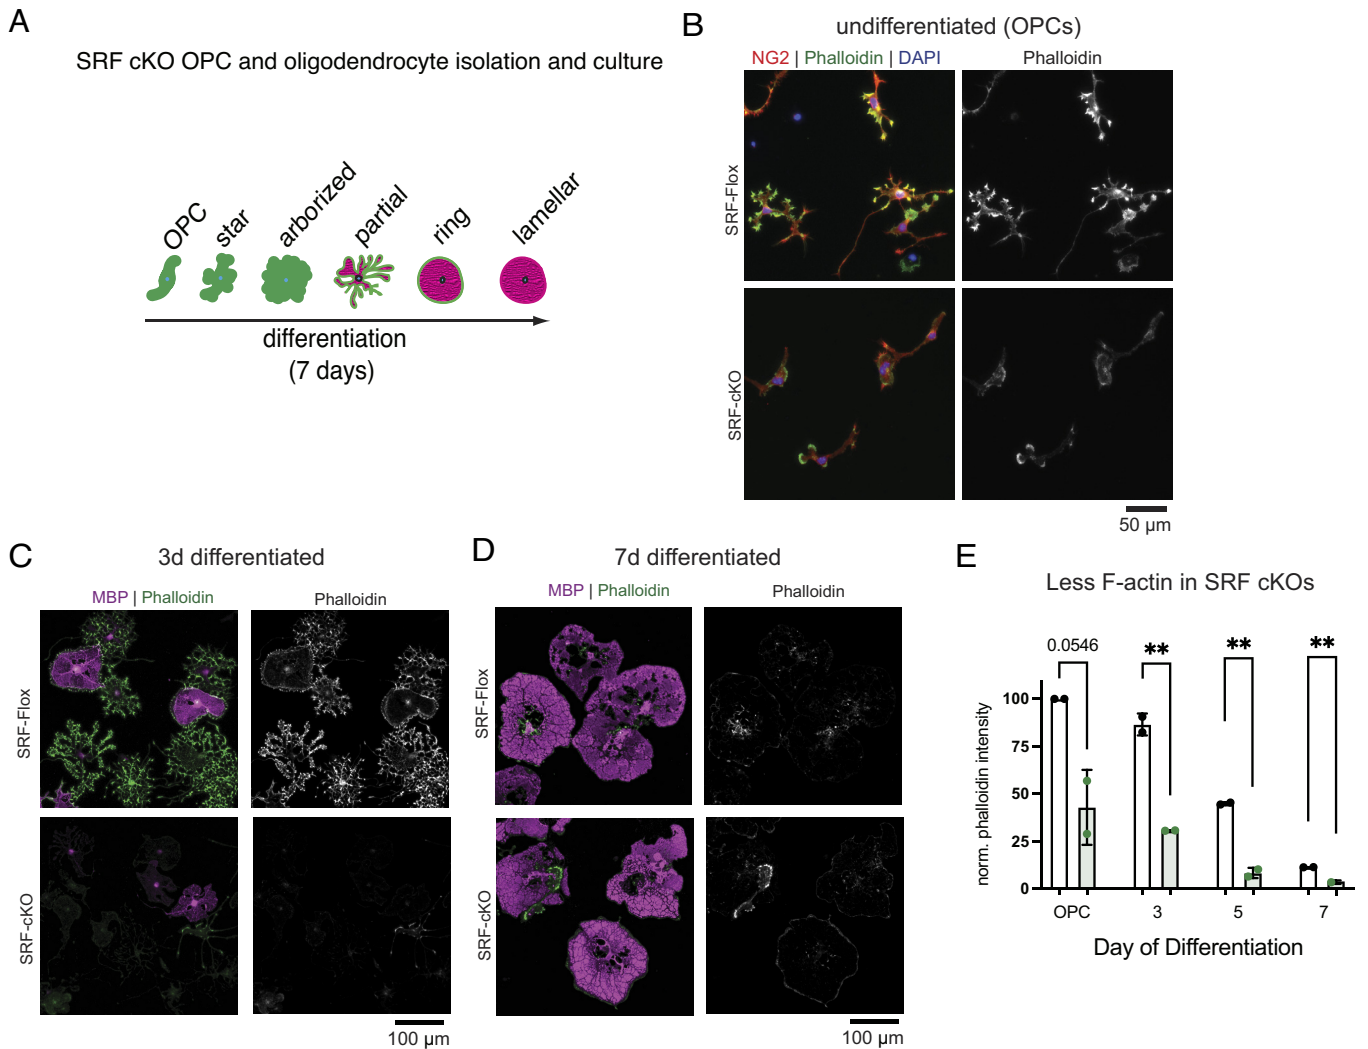 A
SRF cKO OPC and oligodendrocyte isolation and culture
OPC
star
arborized
partial
ring
lamellar
differentiation
(7 days)
B
undifferentiated (OPCs)
NG2 | Phalloidin | DAPI
Phalloidin
SRF-Flox
SRF-cKO
50 µm
C
3d differentiated
MBP | Phalloidin
Phalloidin
SRF-Flox
SRF-cKO
100 µm
D
7d differentiated
MBP | Phalloidin
Phalloidin
SRF-Flox
SRF-cKO
100 µm
E
Less F-actin in SRF cKOs
0.0546
**
**
**
norm. phalloidin intensity
100
75
50
25
0
OPC
3
5
7
Day of Differentiation